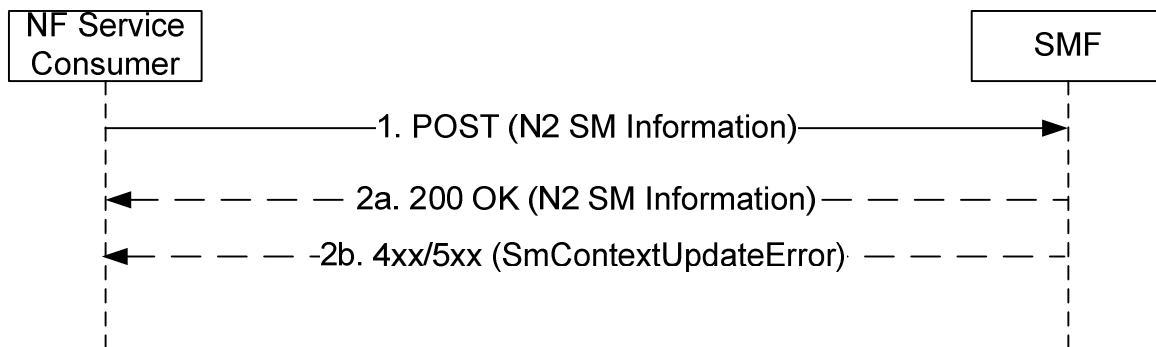 NF Service
Consumer
SMF
1. POST (N2 SM Information)
2a. 200 OK (N2 SM Information)
2b. 4xx/5xx (SmContextUpdateError)